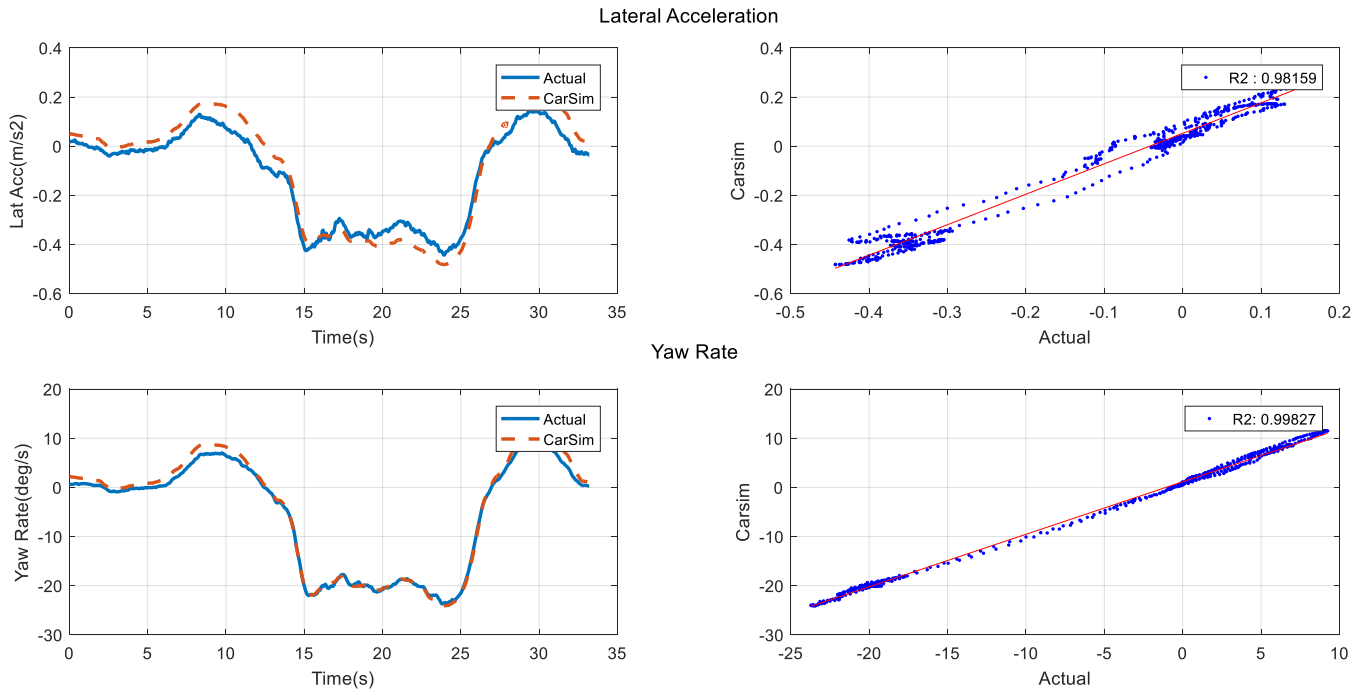 Lateral Acceleration
Lat Acc(m/s2)
0.4
0.2
0
-0.2
-0.4
-0.6
Actual
CarSim
0 5 10 15 20 25 30 35
Time(s)
Carsim
0.4
0.2
0
-0.2
-0.4
-0.6
R2 : 0.98159
-0.5 -0.4 -0.3 -0.2 -0.1 0 0.1 0.2
Actual
Yaw Rate
Yaw Rate(deg/s)
20
10
0
-10
-20
-30
Actual
CarSim
0 5 10 15 20 25 30 35
Time(s)
Carsim
20
10
0
-10
-20
-30
R2: 0.99827
-25 -20 -15 -10 -5 0 5 10
Actual